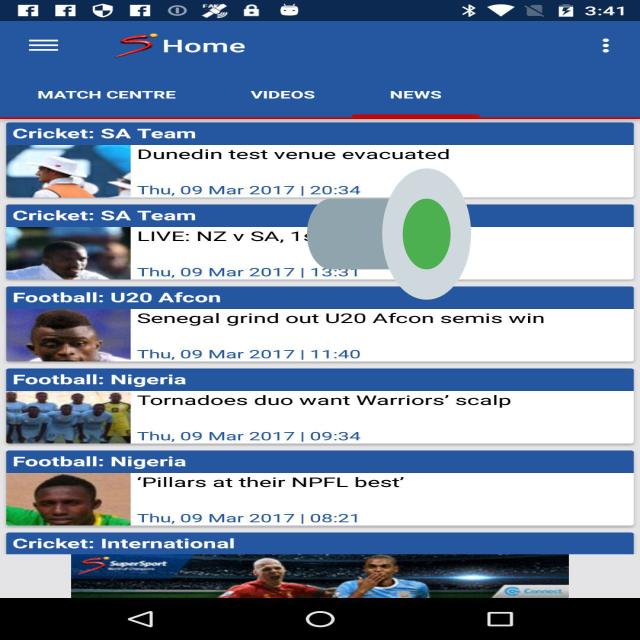 3:41
Home
MATCH CENTRE VIDEOS NEWS
Cricket: SA Team
Dunedin test venue evacuated
Thu, 09 Mar 2017 | 20:34
Cricket: SA Team
LIVE: NZ v SA,
Thu, 09 Mar 2017 | 13:31
Football: U20 Afcon
Senegal grind out U20 Afcon semis win
Thu, 09 Mar 2017 | 11:40
Football: Nigeria
Tornadoes duo want Warriors’ scalp
Thu, 09 Mar 2017 | 09:34
Football: Nigeria
‘Pillars at their NPFL best’
Thu, 09 Mar 2017 | 08:21
Cricket: International
SuperSport
Connect